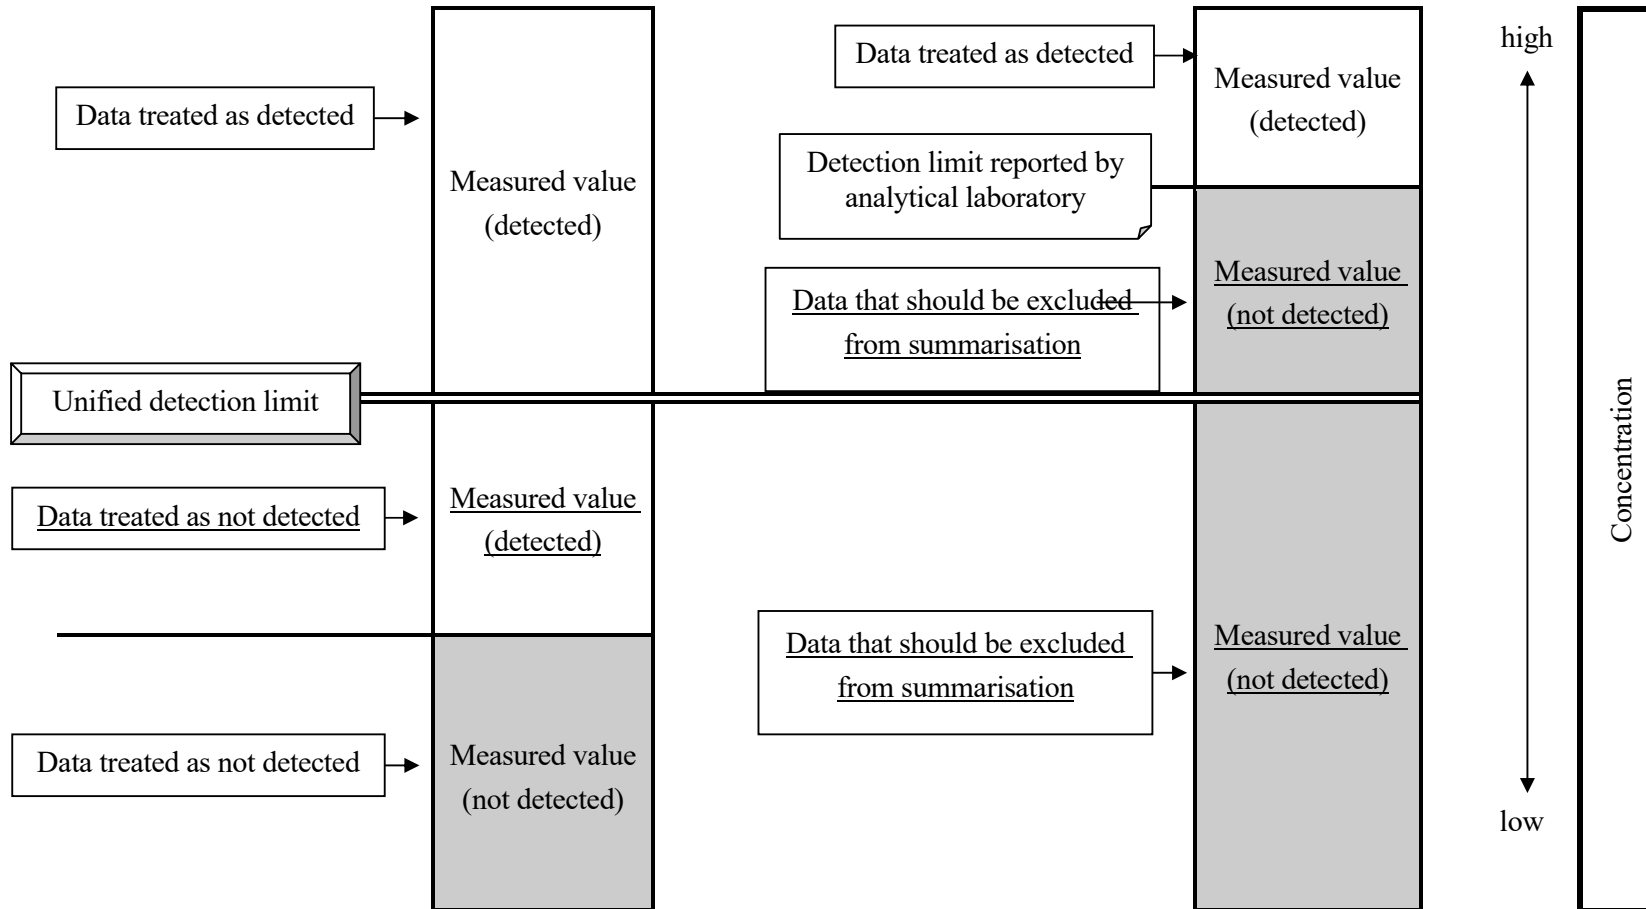 Data treated as detected
Measured value
(detected)
Unified detection limit
Data treated as not detected
Measured value
(detected)
Data treated as not detected
Measured value
(not detected)
Data treated as detected
Measured value
(detected)
Detection limit reported by
analytical laboratory
Data that should be excluded
from summarisation
Measured value
(not detected)
Data that should be excluded
from summarisation
Measured value
(not detected)
high
low
Concentration